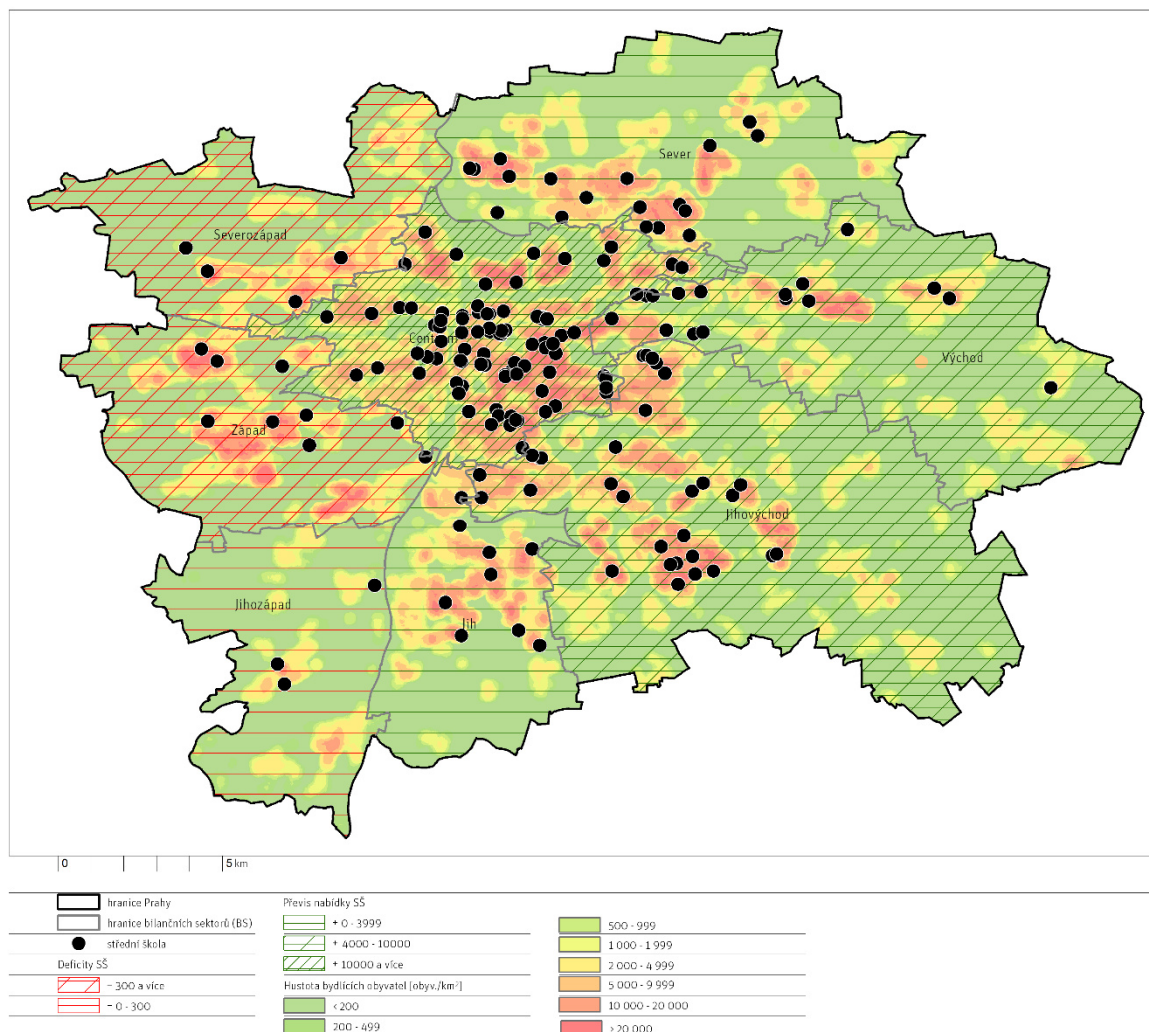 Sever
Severozápad
Centrum
Východ
Západ
Jihovýchod
Jihozápad
Jih
0
5 km
hranice Prahy
hranice bilančních sektorů (BS)
střední škola
Deficity SŠ
- 300 a více
- 0 - 300
Převis nabídky SŠ
+ 0 - 3999
+ 4000 - 10000
+ 10000 a více
Hustota bydlících obyvatel [obyv./km²]
< 200
200 - 499
500 - 999
1 000 - 1 999
2 000 - 4 999
5 000 - 9 999
10 000 - 20 000
> 20 000